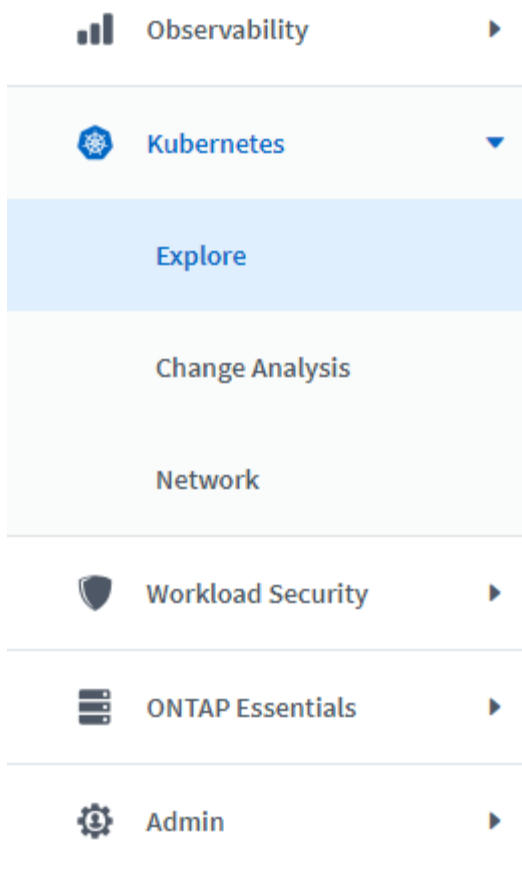 Observability
Kubernetes
Explore
Change Analysis
Network
Workload Security
ONTAP Essentials
Admin